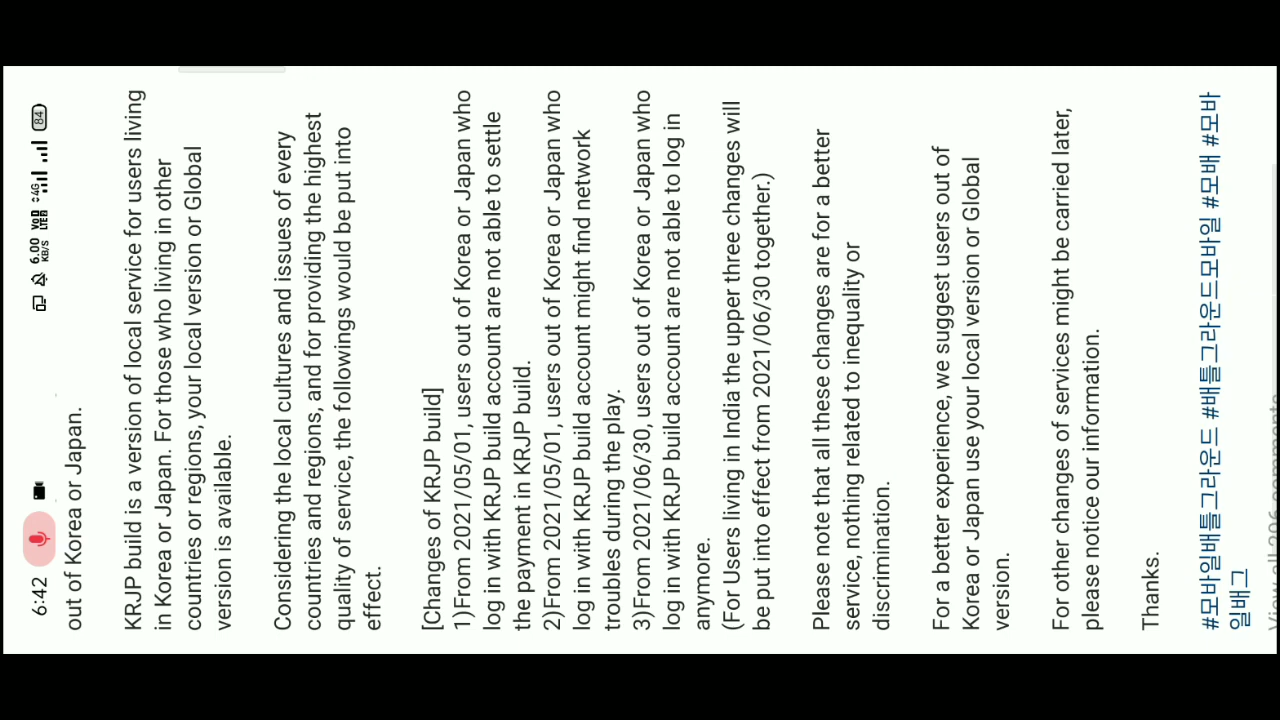 6:42 6.00 KB/S VoD LTE 4G 84
out of Korea or Japan.
KRJP build is a version of local service for users living
in Korea or Japan. For those who living in other
countries or regions, your local version or Global
version is available.
Considering the local cultures and issues of every
countries and regions, and for providing the highest
quality of service, the followings would be put into
effect.
[Changes of KRJP build]
1)From 2021/05/01, users out of Korea or Japan who
log in with KRJP build account are not able to settle
the payment in KRJP build.
2)From 2021/05/01, users out of Korea or Japan who
log in with KRJP build account might find network
troubles during the play.
3)From 2021/06/30, users out of Korea or Japan who
log in with KRJP build account are not able to log in
anymore.
(For Users living in India the upper three changes will
be put into effect from 2021/06/30 together.)
Please note that all these changes are for a better
service, nothing related to inequality or
discrimination.
For a better experience, we suggest users out of
Korea or Japan use your local version or Global
version.
For other changes of services might be carried later,
please notice our information.
Thanks.
#모바일배틀그라운드 #배틀그라운드모바일 #모배 #모바
일배그
View all 206 comments